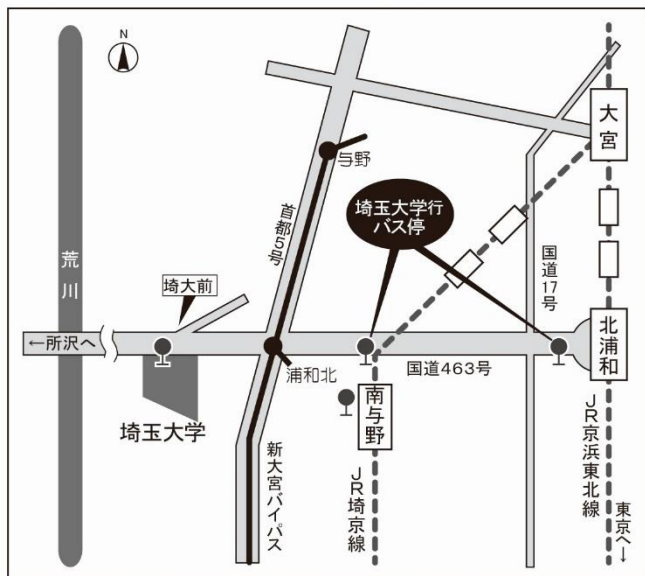 N
大宮
与野
埼玉大学行
バス停
首都5号
荒川
国道17号
埼大前
←所沢へ
浦和北
国道463号
北浦和
埼玉大学
南与野
新大宮バイパス
JR埼京線
JR京浜東北線
東京へ→